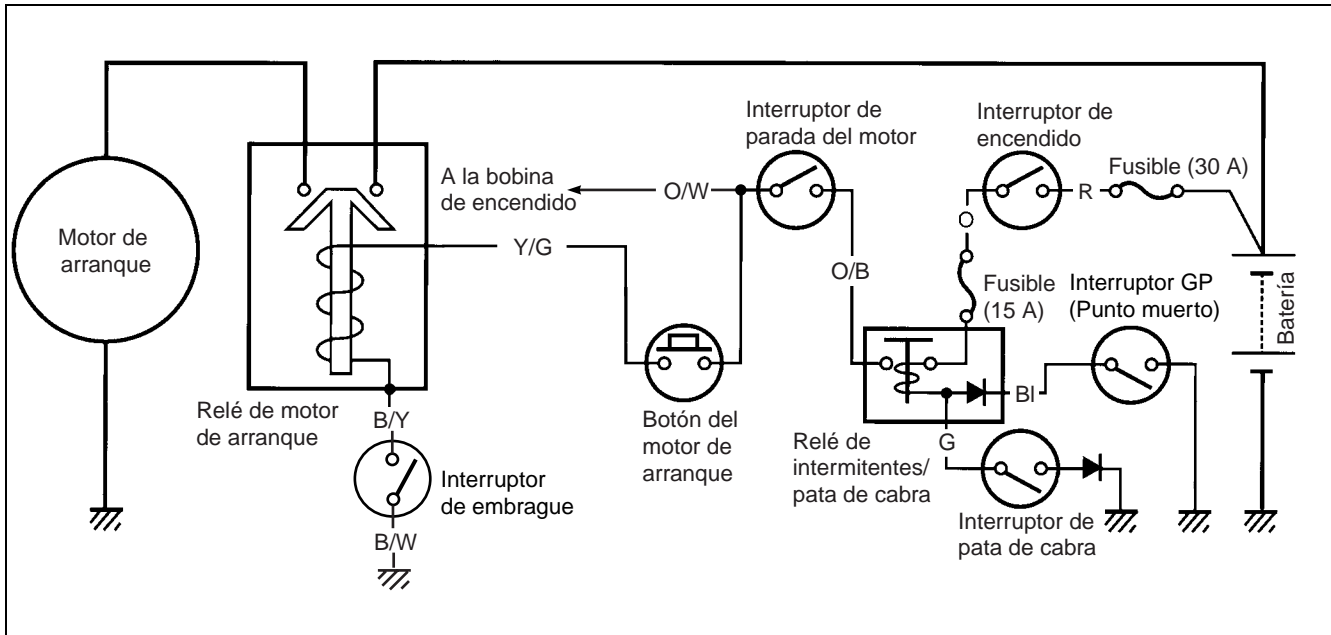 Motor de
arranque
Relé de motor
de arranque
A la bobina
de encendido
O/W
Y/G
B/Y
Interruptor
de embrague
B/W
Interruptor de
parada del motor
Botón del
motor de
arranque
O/B
Interruptor de
encendido
R
Fusible (30 A)
O
Fusible
(15 A)
Interruptor GP
(Punto muerto)
Batería
Bl
G
Relé de
intermitentes/
pata de cabra
Interruptor de
pata de cabra